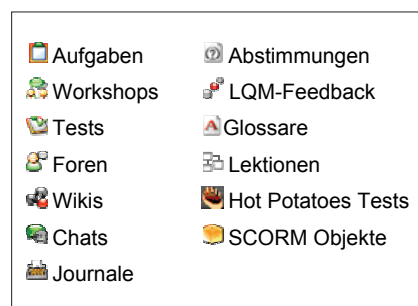 Aufgaben
Workshops
Tests
Foren
Wikis
Chats
Journale
Abstimmungen
LQM-Feedback
Glossare
Lektionen
Hot Potatoes Tests
SCORM Objekte